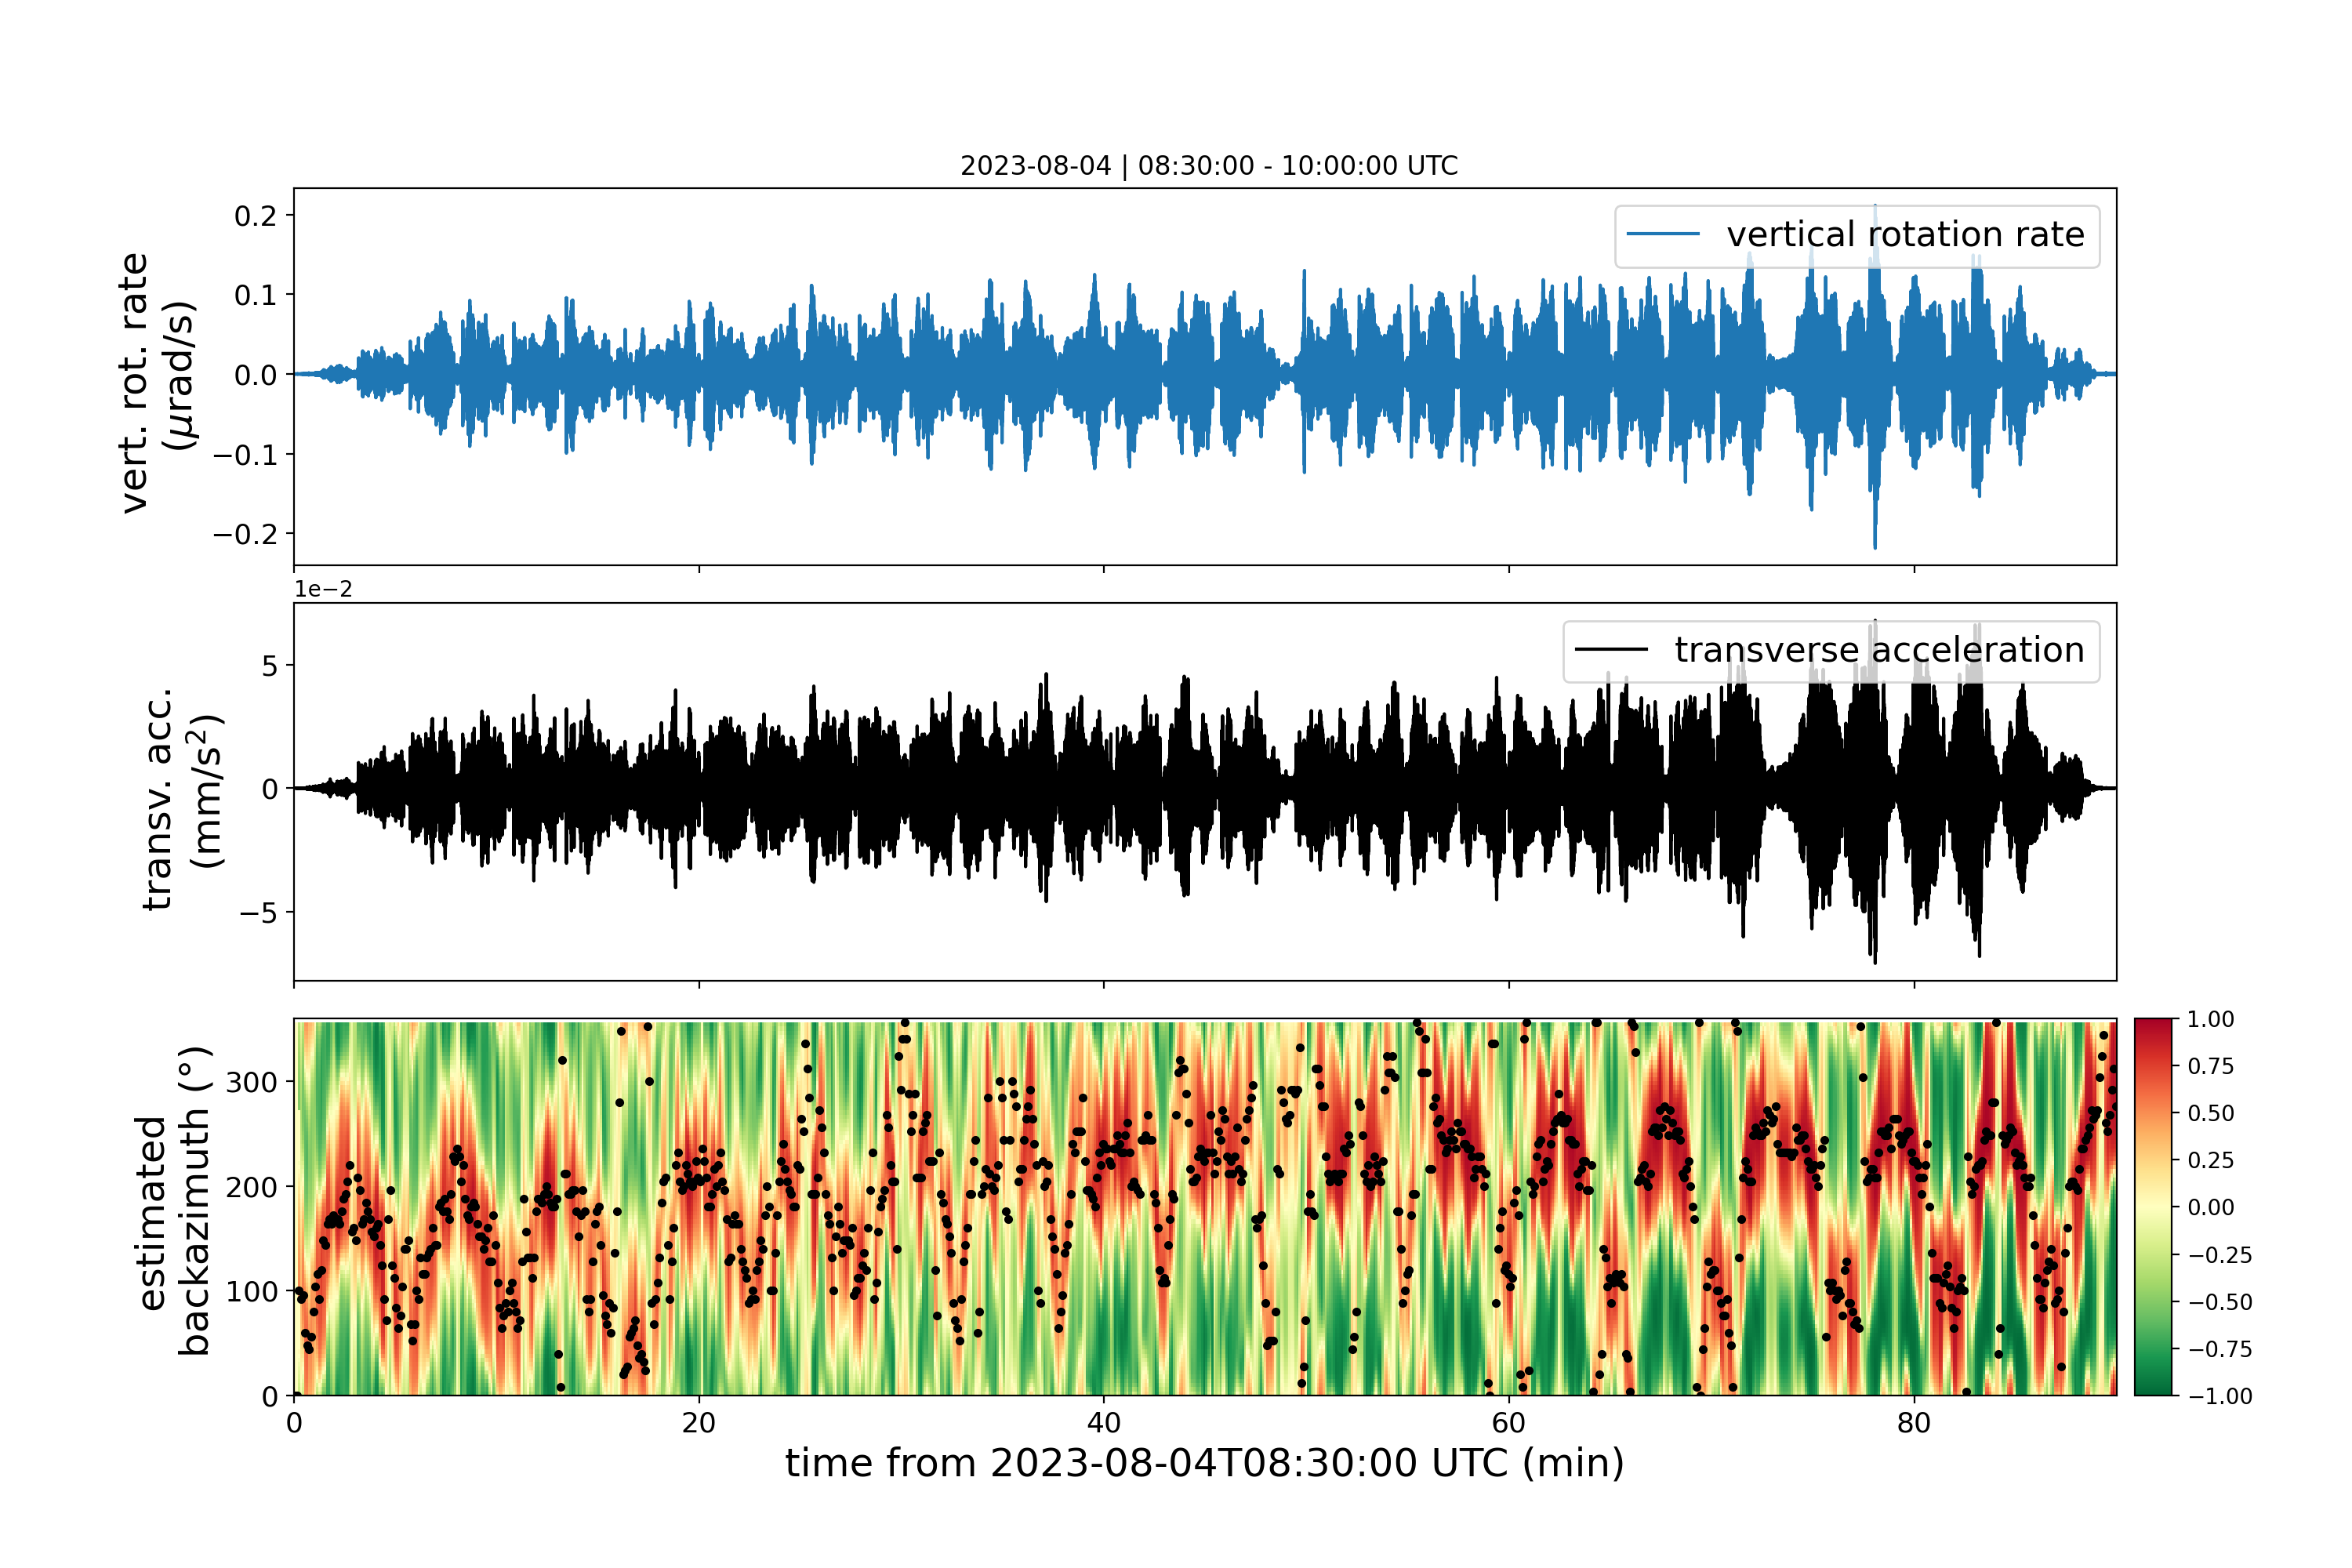 2023-08-04 | 08:30:00 - 10:00:00 UTC
vert. rot. rate
(μrad/s)
0.2
0.1
0.0
−0.1
−0.2
vertical rotation rate
1e−2
transv. acc.
(mm/s²)
5
0
−5
transverse acceleration
estimated
backazimuth (°)
300
200
100
0
0 20 40 60 80
time from 2023-08-04T08:30:00 UTC (min)
1.00
0.75
0.50
0.25
0.00
−0.25
−0.50
−0.75
−1.00